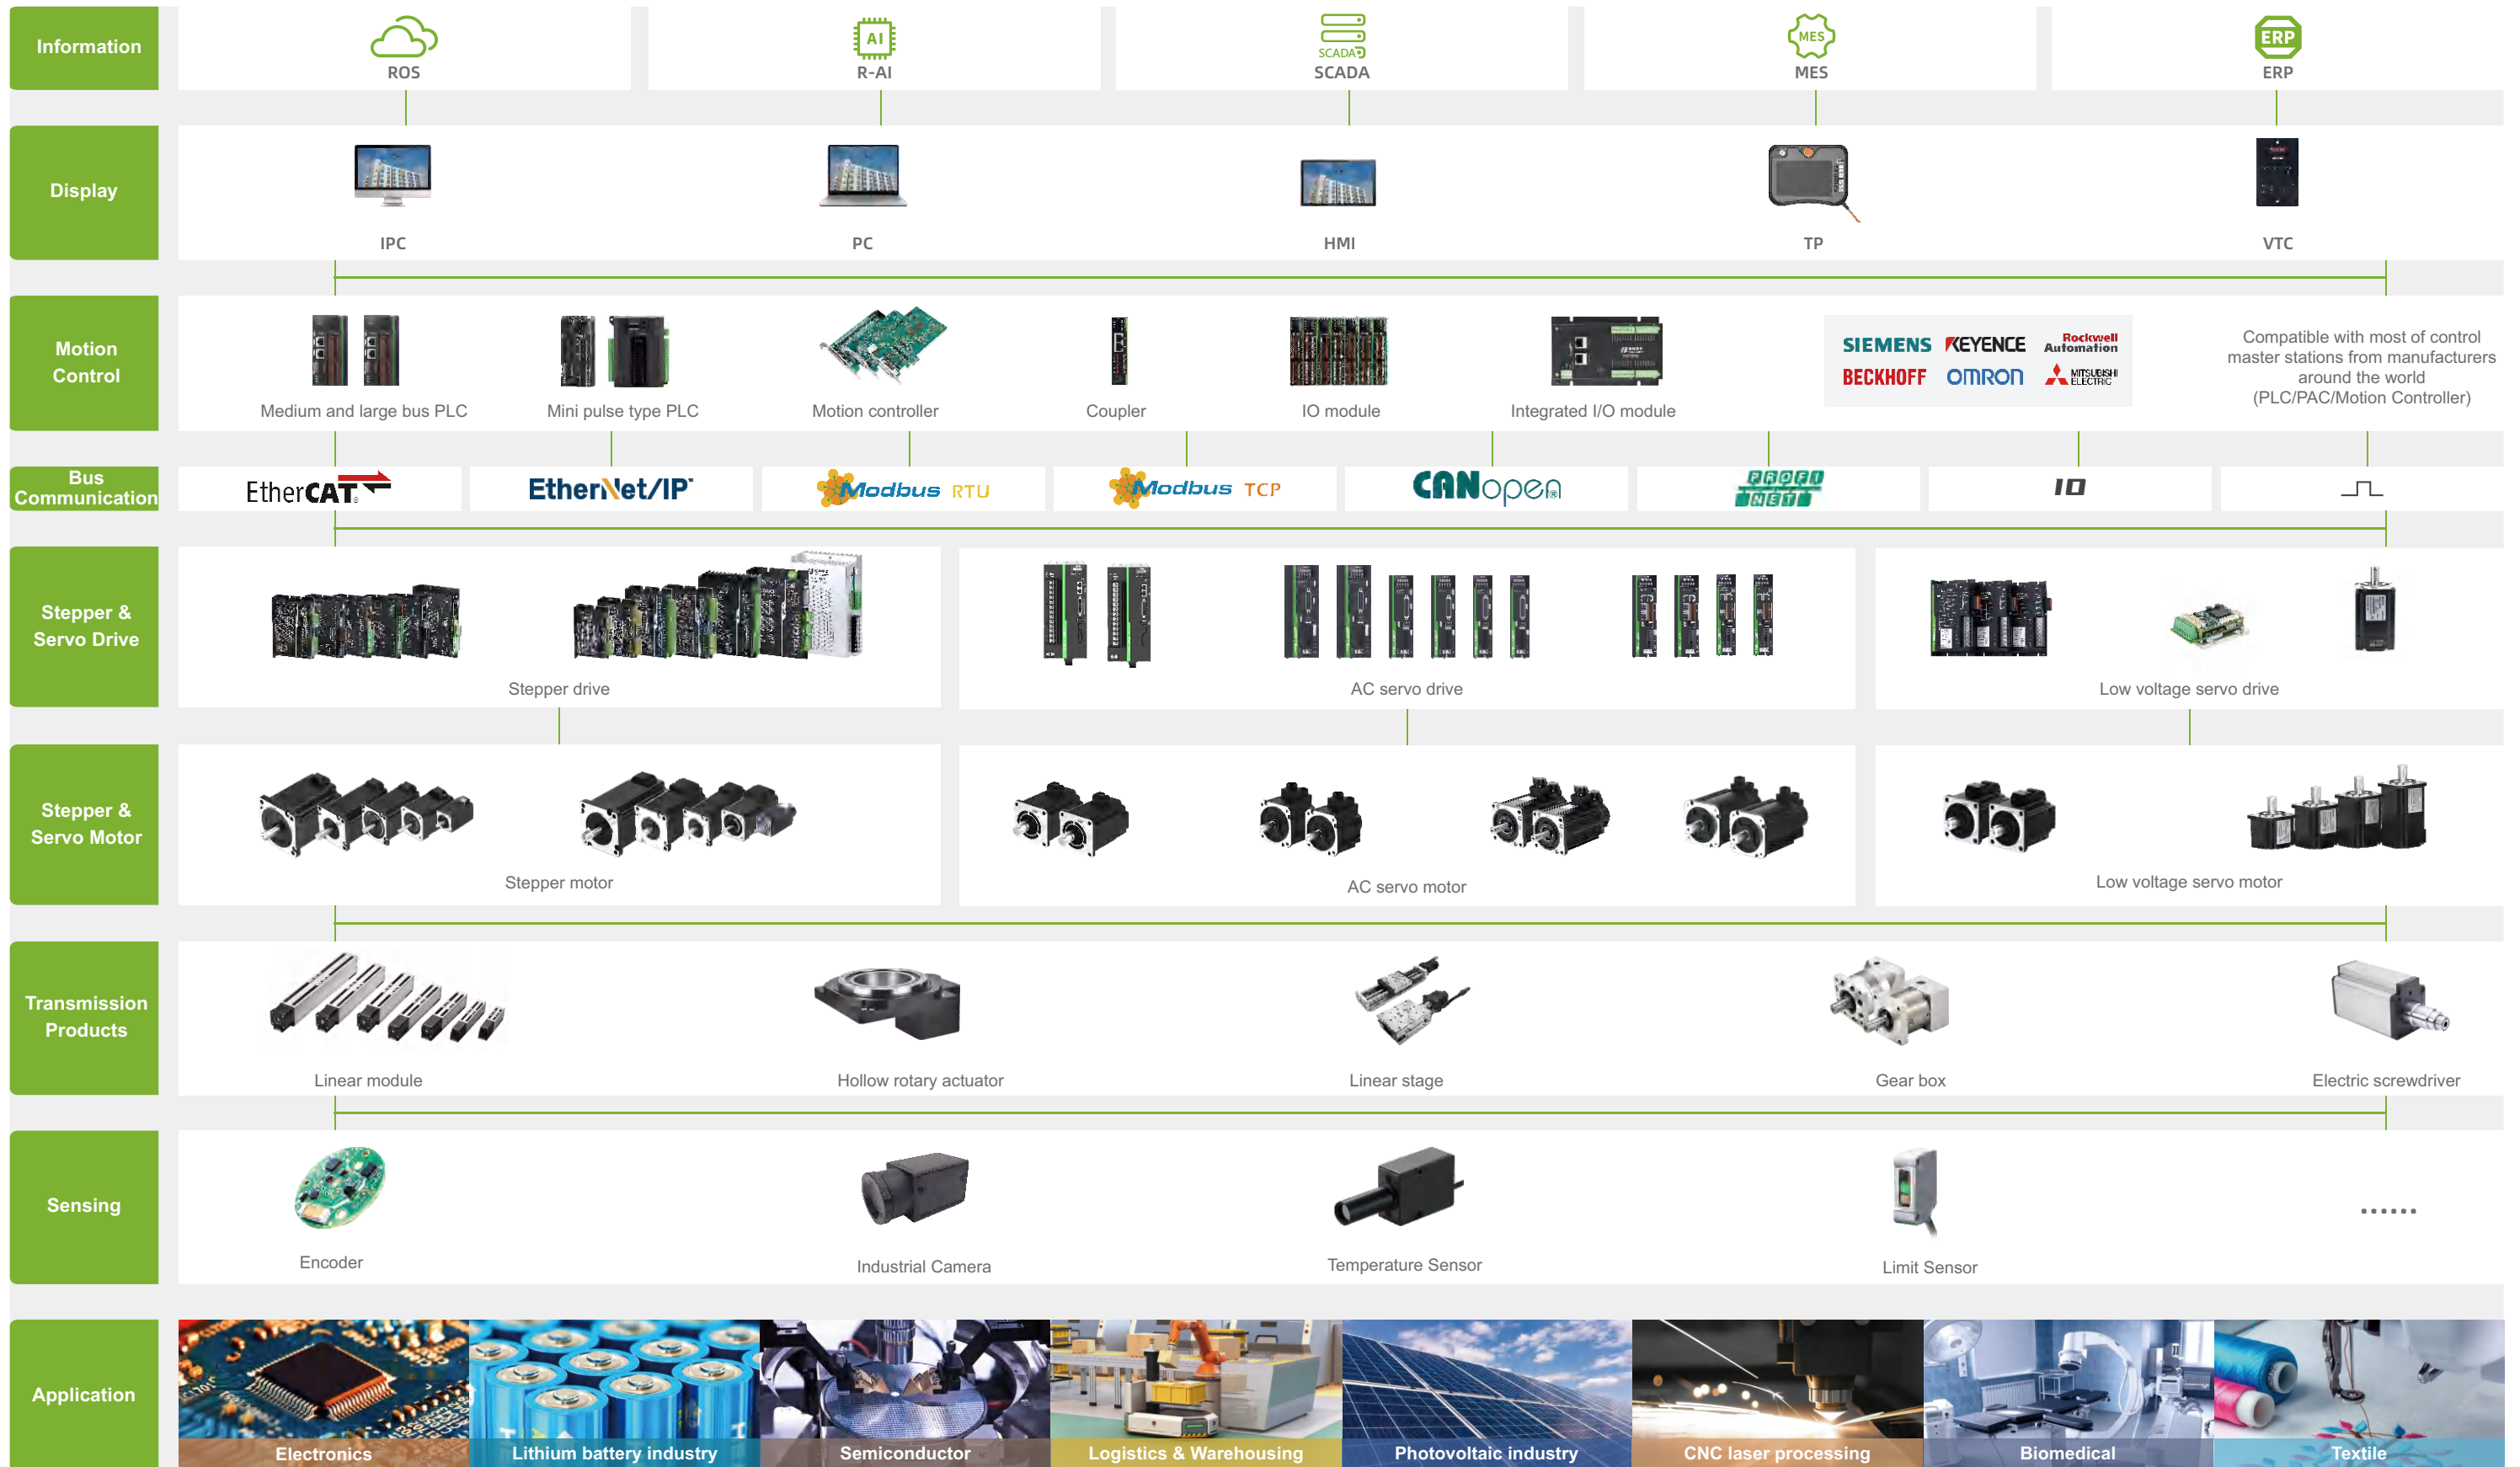 Information
AI
ROS
R-AI
SCADA
SCADA
MES
MES
ERP
ERP
Display
IPC
PC
HMI
TP
VTC
Motion
Control
Medium and large bus PLC
Mini pulse type PLC
Motion controller
Coupler
IO module
Integrated I/O module
SIEMENS KEYENCE Rockwell Automation
BECKHOFF OMRON MITSUBISHI ELECTRIC
Compatible with most of control
master stations from manufacturers
around the world
(PLC/PAC/Motion Controller)
Bus
Communication
EtherCAT®
EtherNet/IP™
Modbus RTU
Modbus TCP
CANopen®
PROFI
NET
IO
Stepper &
Servo Drive
Stepper drive
AC servo drive
Low voltage servo drive
Stepper &
Servo Motor
Stepper motor
AC servo motor
Low voltage servo motor
Transmission
Products
Linear module
Hollow rotary actuator
Linear stage
Gear box
Electric screwdriver
Sensing
Encoder
Industrial Camera
Temperature Sensor
Limit Sensor
......
Application
Electronics
Lithium battery industry
Semiconductor
Logistics & Warehousing
Photovoltaic industry
CNC laser processing
Biomedical
Textile